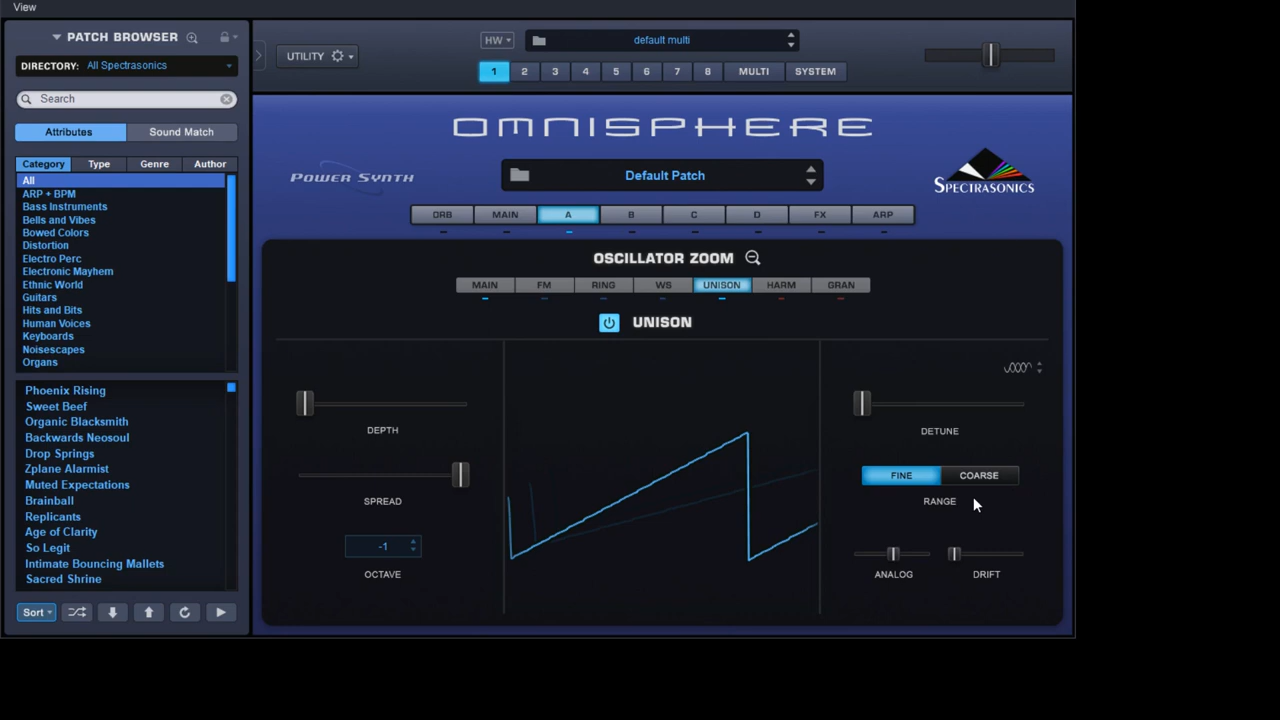 View
PATCH BROWSER
DIRECTORY: All Spectrasonics
Search
Attributes Sound Match
Category Type Genre Author
All
ARP + BPM
Bass Instruments
Bells and Vibes
Bowed Colors
Distortion
Electro Perc
Electronic Mayhem
Ethnic World
Guitars
Hits and Bits
Human Voices
Keyboards
Noisescapes
Organs
Phoenix Rising
Sweet Beef
Organic Blacksmith
Backwards Neosoul
Drop Springs
Zplane Alarmist
Muted Expectations
Brainball
Replicants
Age of Clarity
So Legit
Intimate Bouncing Mallets
Sacred Shrine
Sort
UTILITY
HW
default multi
1 2 3 4 5 6 7 8 MULTI SYSTEM
OMNISPHERE
POWER SYNTH
Default Patch
SPECTRASONICS
ORB MAIN A B C D FX ARP
OSCILLATOR ZOOM
MAIN FM RING WS UNISON HARM GRAN
UNISON
DEPTH
SPREAD
-1
OCTAVE
DETUNE
FINE COARSE
RANGE
ANALOG DRIFT